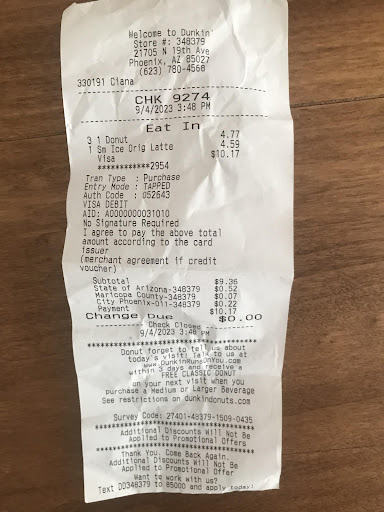 Welcome to Dunkin'
Store #: 348379
21705 N 19th Ave
Phoenix, AZ 85027
(623) 780-4568
330191 Ciana
CHK 9274
9/4/2023 3:48 PM
Eat In
3 1 Donut 4.77
1 Sm Ice Orig Latte 4.59
Visa $10.17
************2954
Tran Type : Purchase
Entry Mode : TAPPED
Auth Code : 052643
VISA DEBIT
AID: A0000000031010
No Signature Required
I agree to pay the above total
amount according to the card
issuer
(merchant agreement if credit
voucher)
Subtotal $9.36
State of Arizona-348379 $0.52
Maricopa County-348379 $0.07
City Phoenix-011-348379 $0.22
Payment $10.17
Change Due $0.00
---- Check Closed ----
9/4/2023 3:48 PM
Donut forget to tell us about
today's visit! Talk to us at
www.DunkinRunsOnYou.com
within 3 days and receive a
FREE CLASSIC DONUT
on your next visit when you
purchase a Medium or Larger Beverage
See restrictions on dunkindonuts.com
Survey Code: 27401-48379-1509-0435
Additional Discounts Will Not Be
Applied to Promotional Offers
Thank You. Come Back Again.
Additional Discounts Will Not Be
Applied to Promotional Offer
Want to work with us?
Text DD348379 to 85000 and apply today!